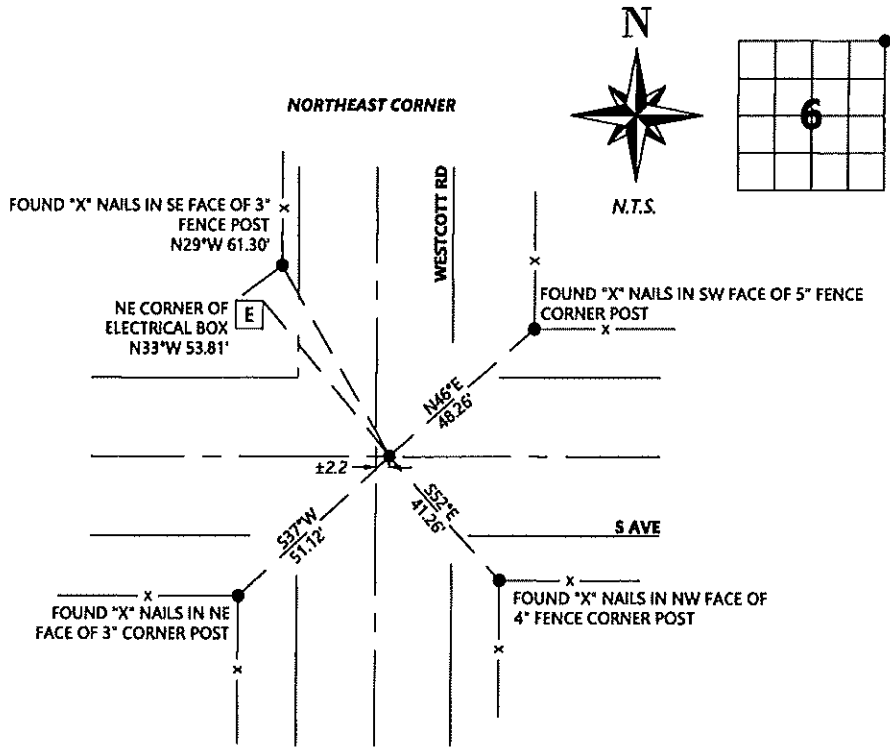 N
NORTHEAST CORNER
6
N.T.S.
WESTCOTT RD
FOUND "X" NAILS IN SE FACE OF 3"
FENCE POST
N29°W 61.30'
x
NE CORNER OF
ELECTRICAL BOX
N33°W 53.81'
E
x
FOUND "X" NAILS IN SW FACE OF 5" FENCE
CORNER POST
x
N46°E
48.26'
±2.2
S37°W
51.12'
S52°E
41.26'
S AVE
x
FOUND "X" NAILS IN NE
FACE OF 3" CORNER POST
x
x
FOUND "X" NAILS IN NW FACE OF
4" FENCE CORNER POST
x